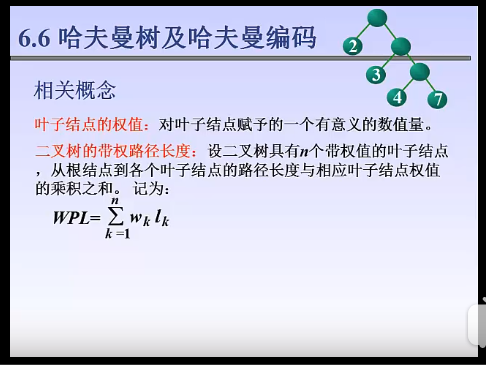 6.6 哈夫曼树及哈夫曼编码
2
3
4
7
相关概念
叶子结点的权值：对叶子结点赋予的一个有意义的数值量。
二叉树的带权路径长度：设二叉树具有n个带权值的叶子结点
，从根结点到各个叶子结点的路径长度与相应叶子结点权值
的乘积之和。 记为：
n
WPL= ∑ wk lk
k =1